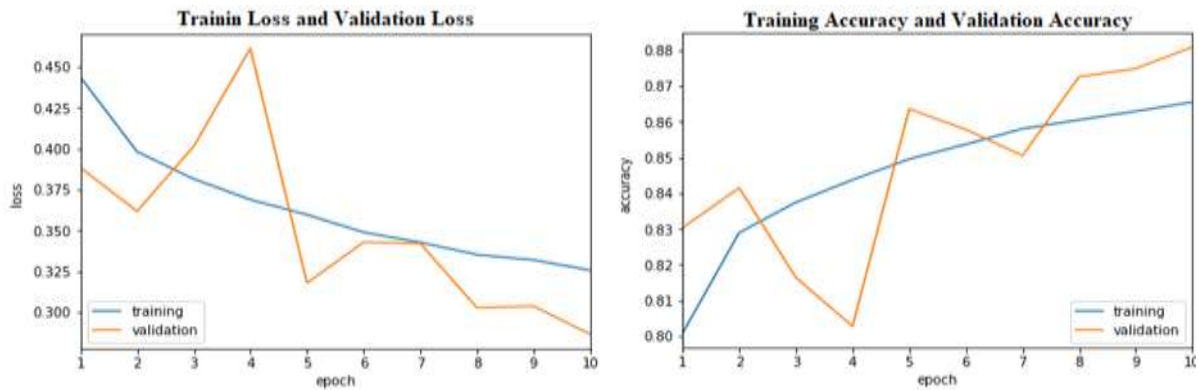 Trainin Loss and Validation Loss
0.450
0.425
0.400
0.375
0.350
0.325
0.300
loss
training
validation
1 2 3 4 5 6 7 8 9 10
epoch
Training Accuracy and Validation Accuracy
0.88
0.87
0.86
0.85
0.84
0.83
0.82
0.81
0.80
accuracy
training
validation
1 2 3 4 5 6 7 8 9 10
epoch